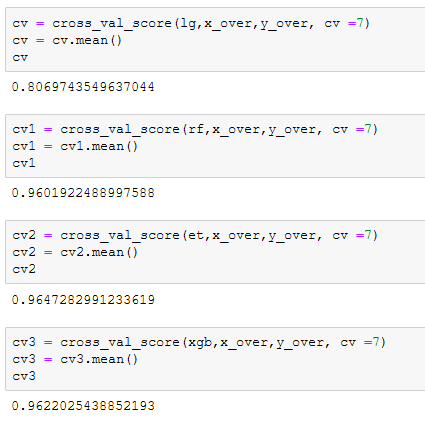 cv = cross_val_score(lg,x_over,y_over, cv =7)
cv = cv.mean()
cv
0.8069743549637044
cv1 = cross_val_score(rf,x_over,y_over, cv =7)
cv1 = cv1.mean()
cv1
0.9601922488997588
cv2 = cross_val_score(et,x_over,y_over, cv =7)
cv2 = cv2.mean()
cv2
0.9647282991233619
cv3 = cross_val_score(xgb,x_over,y_over, cv =7)
cv3 = cv3.mean()
cv3
0.9622025438852193